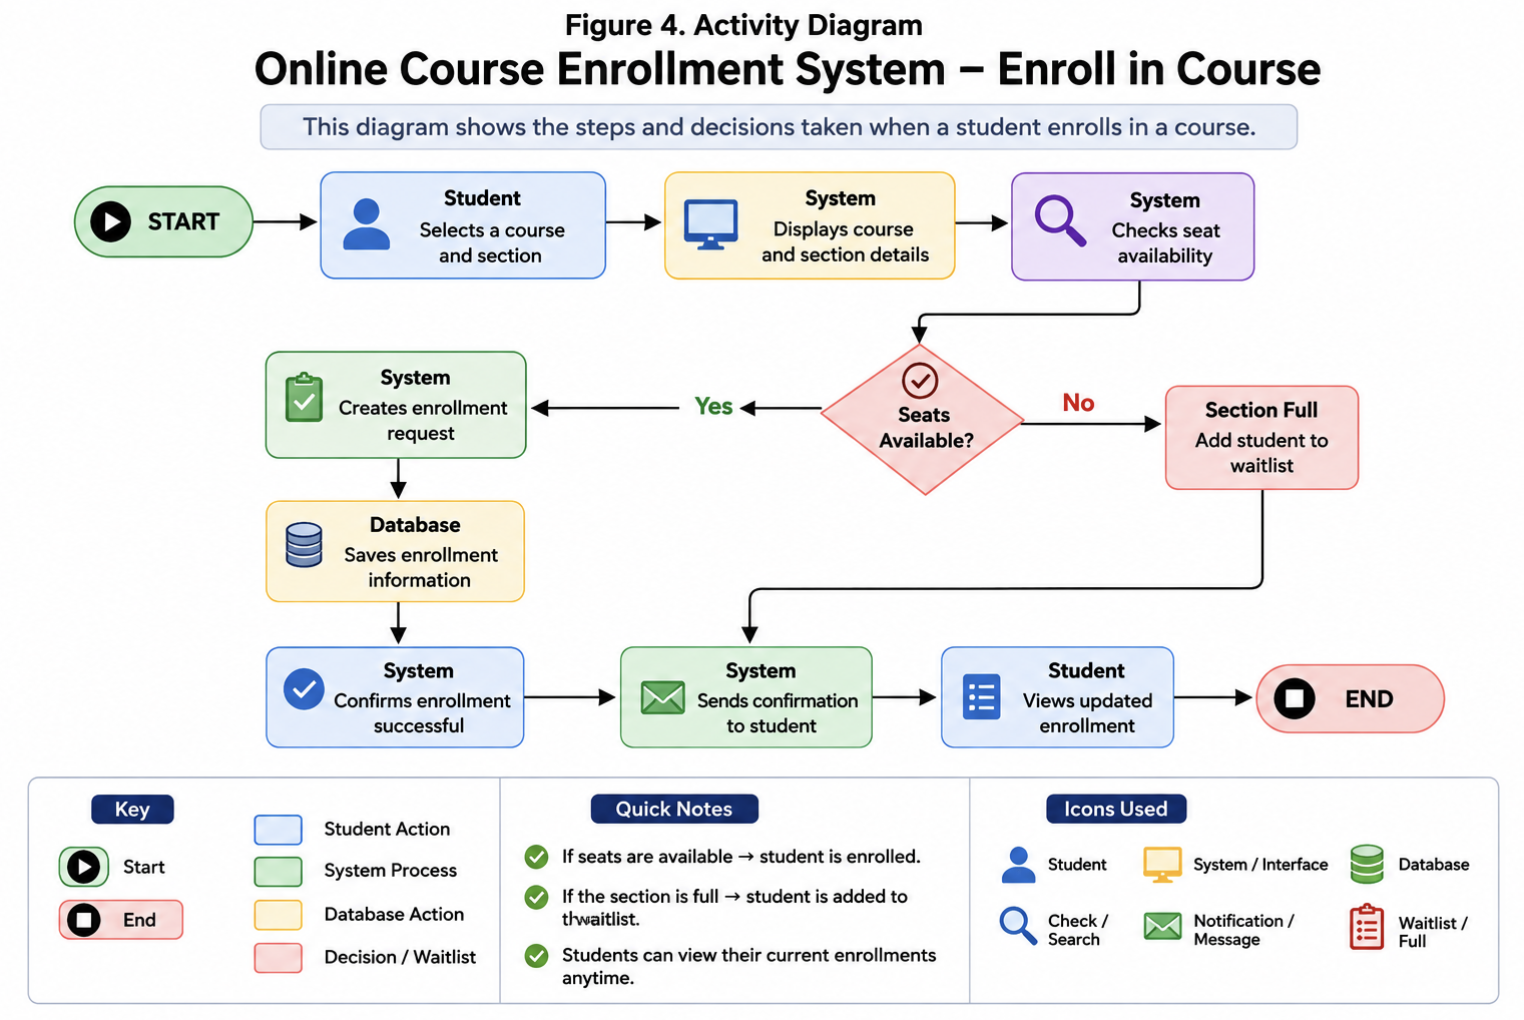 Figure 4. Activity Diagram
Online Course Enrollment System – Enroll in Course
This diagram shows the steps and decisions taken when a student enrolls in a course.
START
Student
Selects a course
and section
System
Displays course
and section details
System
Checks seat
availability
Seats
Available?
Yes
No
System
Creates enrollment
request
Section Full
Add student to
waitlist
Database
Saves enrollment
information
System
Confirms enrollment
successful
System
Sends confirmation
to student
Student
Views updated
enrollment
END
Key
Start
End
Student Action
System Process
Database Action
Decision / Waitlist
Quick Notes
If seats are available → student is enrolled.
If the section is full → student is added to
Students can view their current enrollments
anytime.
Icons Used
Student
System / Interface
Database
Check /
Search
Notification /
Message
Waitlist /
Full